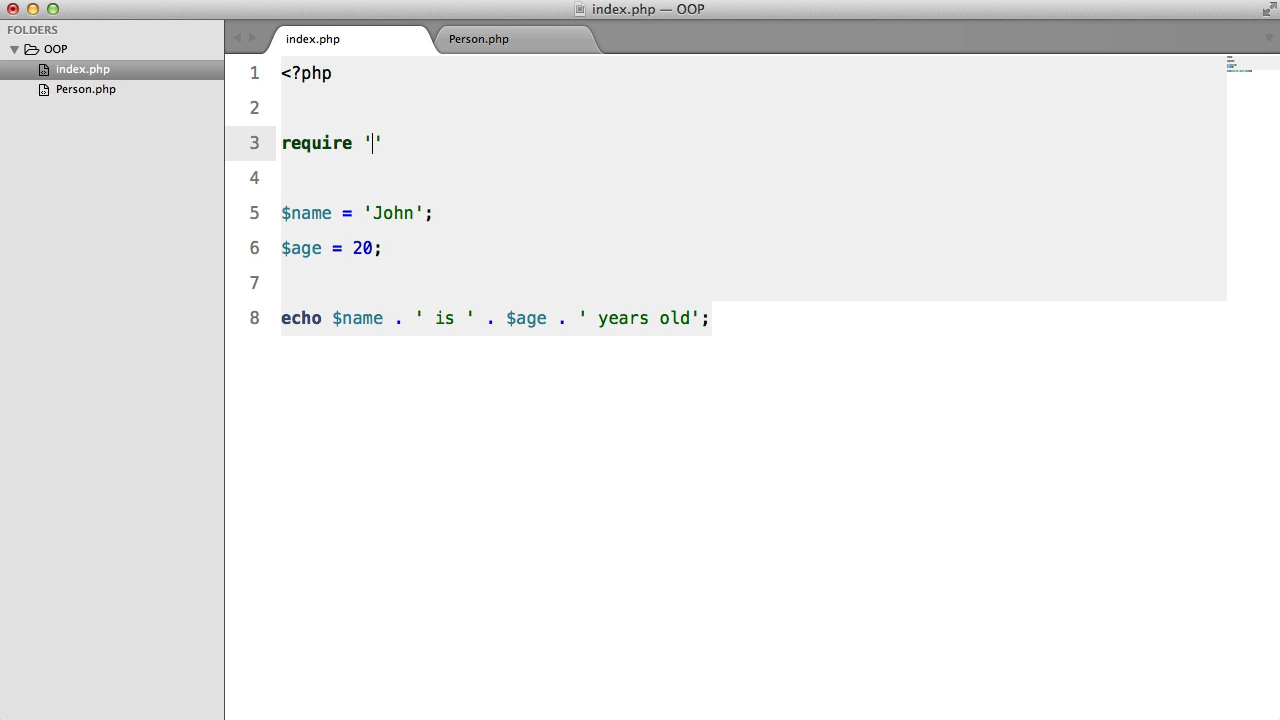 index.php — OOP
FOLDERS
OOP
index.php
Person.php
index.php
Person.php
1 <?php
2
3 require ''
4
5 $name = 'John';
6 $age = 20;
7
8 echo $name . ' is ' . $age . ' years old';